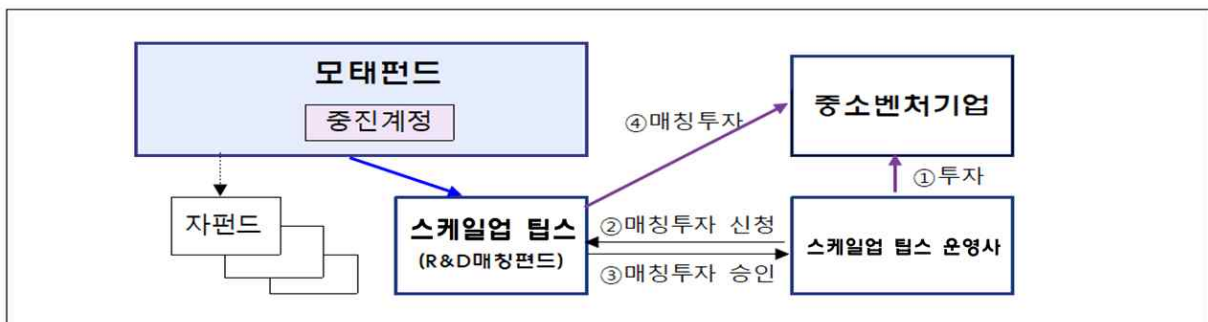 모태펀드
중진계정
중소벤처기업
④매칭투자
①투자
자펀드
스케일업 팁스
(R&D매칭펀드)
②매칭투자 신청
③매칭투자 승인
스케일업 팁스 운영사